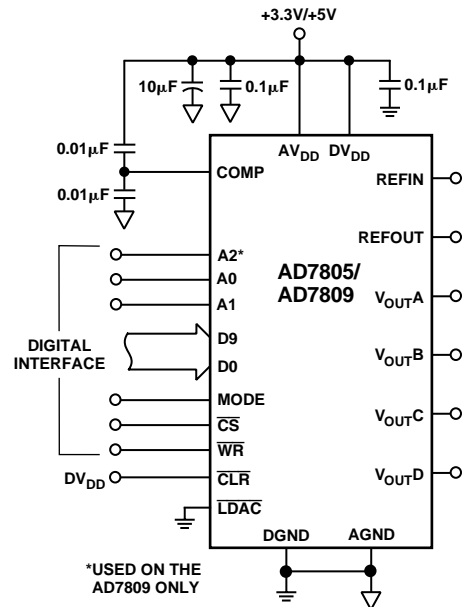 +3.3V/+5V
10μF
0.1μF
0.1μF
0.01μF
0.01μF
AVDD DVDD
COMP
REFIN
REFOUT
A2*
A0
A1
AD7805/
AD7809
VOUTA
D9
D0
DIGITAL
INTERFACE
VOUTB
MODE
CS
WR
VOUTC
DVDD
CLR
VOUTD
LDAC
DGND
AGND
*USED ON THE
AD7809 ONLY